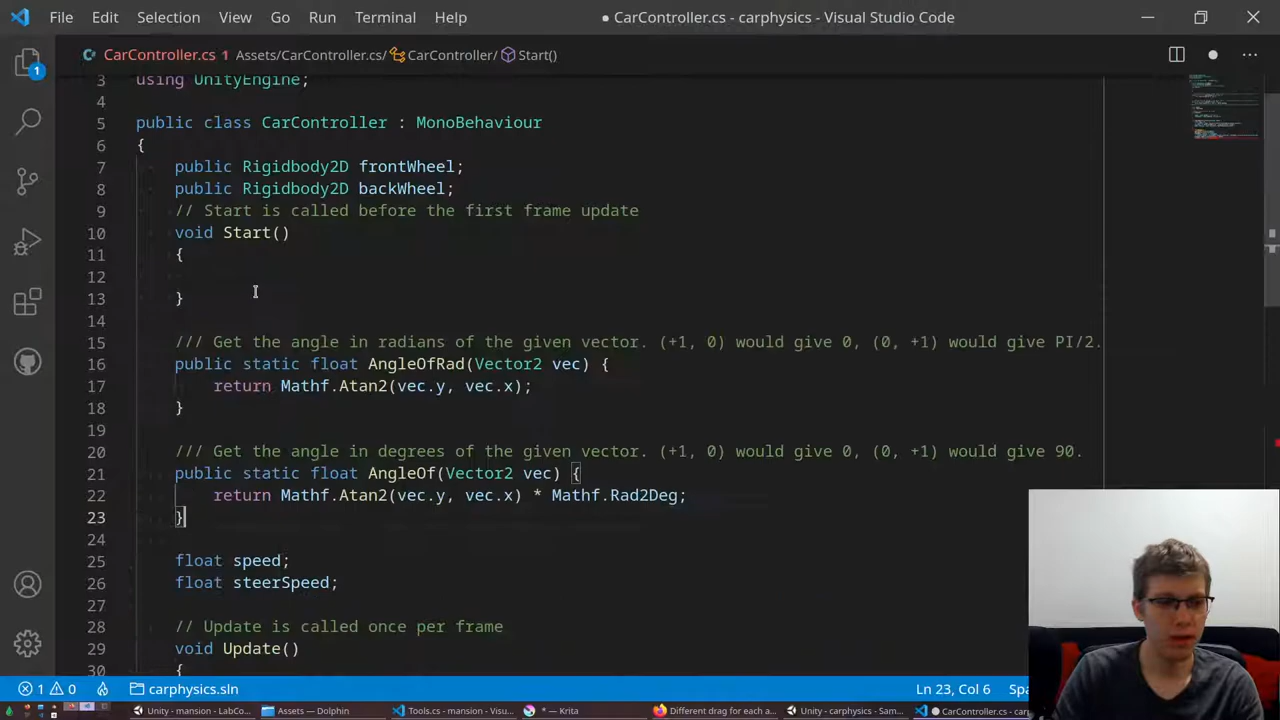 File Edit Selection View Go Run Terminal Help
● CarController.cs - carphysics - Visual Studio Code
CarController.cs 1 Assets/CarController.cs/ CarController/ Start()
1
3 using UnityEngine;
4
5 public class CarController : MonoBehaviour
6 {
7 public Rigidbody2D frontWheel;
8 public Rigidbody2D backWheel;
9 // Start is called before the first frame update
10 void Start()
11 {
12
13 }
14
15 /// Get the angle in radians of the given vector. (+1, 0) would give 0, (0, +1) would give PI/2.
16 public static float AngleOfRad(Vector2 vec) {
17 return Mathf.Atan2(vec.y, vec.x);
18 }
19
20 /// Get the angle in degrees of the given vector. (+1, 0) would give 0, (0, +1) would give 90.
21 public static float AngleOf(Vector2 vec) {
22 return Mathf.Atan2(vec.y, vec.x) * Mathf.Rad2Deg;
23 }
24
25 float speed;
26 float steerSpeed;
27
28 // Update is called once per frame
29 void Update()
30 {
1 0 carphysics.sln Ln 23, Col 6 Spa
Unity - mansion - LabCo... Assets — Dolphin Tools.cs - mansion - Visu... * — Krita Different drag for each a... Unity - carphysics - Sam... ● CarController.cs - carp...